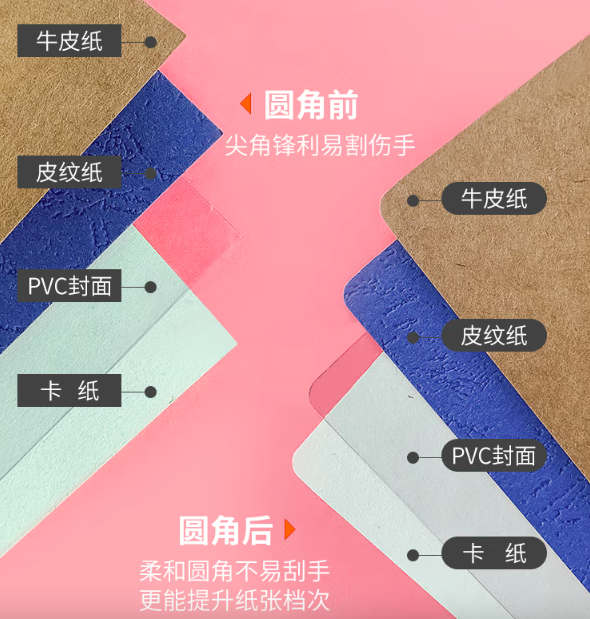 牛皮纸
皮纹纸
PVC封面
卡 纸
圆角前
尖角锋利易割伤手
牛皮纸
皮纹纸
PVC封面
卡 纸
圆角后
柔和圆角不易刮手
更能提升纸张档次